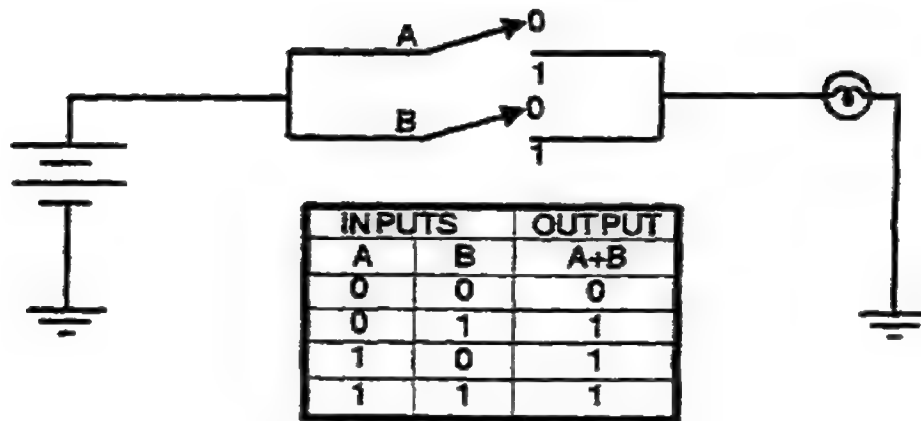 A 0
1
B 0
1
INPUTS OUTPUT
A B A+B
0 0 0
0 1 1
1 0 1
1 1 1